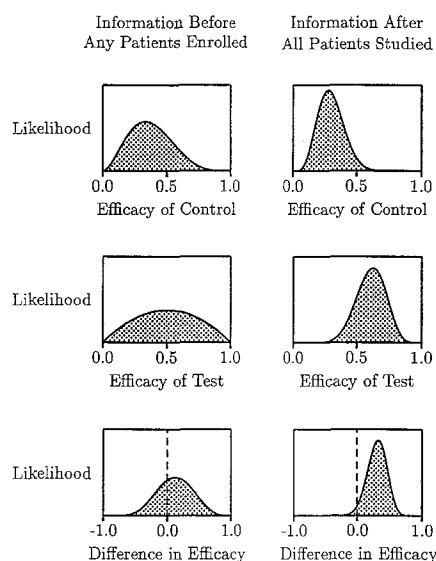 Information Before
Any Patients Enrolled
Information After
All Patients Studied
Likelihood
0.0 0.5 1.0
Efficacy of Control
0.0 0.5 1.0
Efficacy of Control
Likelihood
0.0 0.5 1.0
Efficacy of Test
0.0 0.5 1.0
Efficacy of Test
Likelihood
-1.0 0.0 1.0
Difference in Efficacy
-1.0 0.0 1.0
Difference in Efficacy